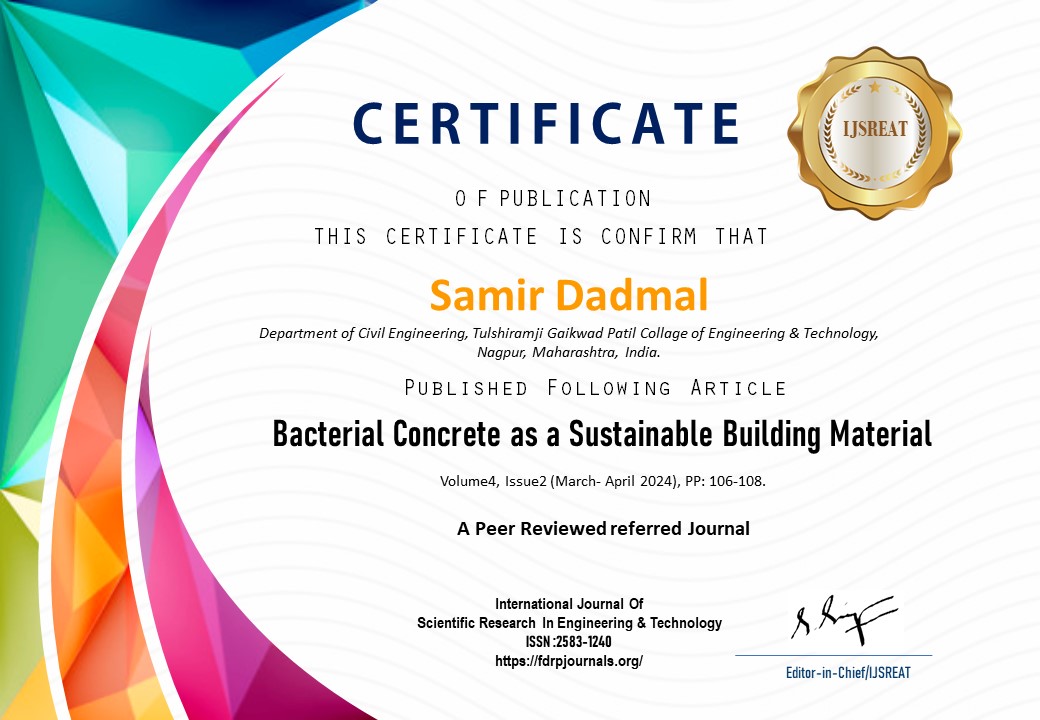 CERTIFICATE
IJSREAT
O F PUBLICATION
THIS CERTIFICATE IS CONFIRM THAT
Samir Dadmal
Department of Civil Engineering, Tulshiramji Gaikwad Patil Collage of Engineering & Technology,
Nagpur, Maharashtra, India.
Published Following Article
Bacterial Concrete as a Sustainable Building Material
Volume4, Issue2 (March- April 2024), PP: 106-108.
A Peer Reviewed referred Journal
International Journal Of
Scientific Research In Engineering & Technology
ISSN :2583-1240
https://fdrpjournals.org/
Editor-in-Chief/IJSREAT